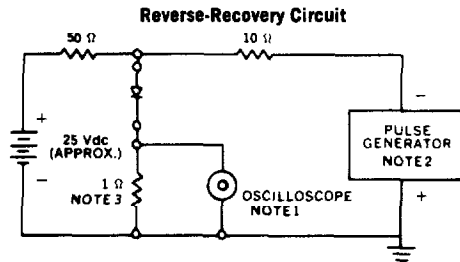 Reverse-Recovery Circuit
50 Ω
10 Ω
+
25 Vdc
(APPROX.)
−
1 Ω
NOTE 3
OSCILLOSCOPE
NOTE 1
−
PULSE
GENERATOR
NOTE 2
+